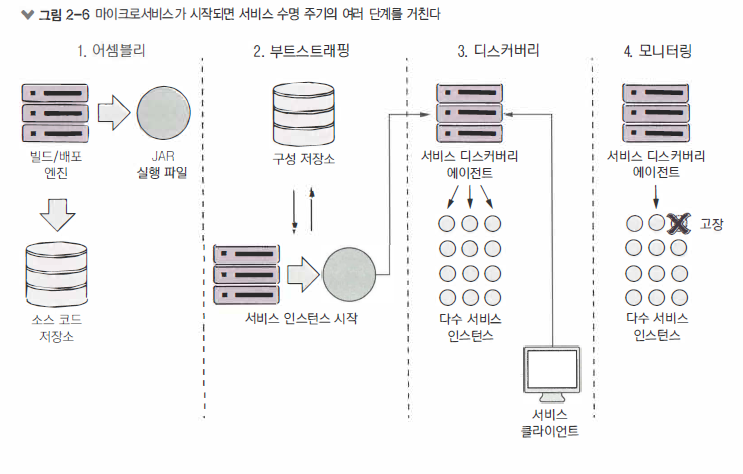 그림 2-6 마이크로서비스가 시작되면 서비스 수명 주기의 여러 단계를 거친다
1. 어셈블리
빌드/배포
엔진
JAR
실행 파일
소스 코드
저장소
2. 부트스트래핑
구성 저장소
서비스 인스턴스 시작
3. 디스커버리
서비스 디스커버리
에이전트
다수 서비스
인스턴스
서비스
클라이언트
4. 모니터링
서비스 디스커버리
에이전트
고장
다수 서비스
인스턴스